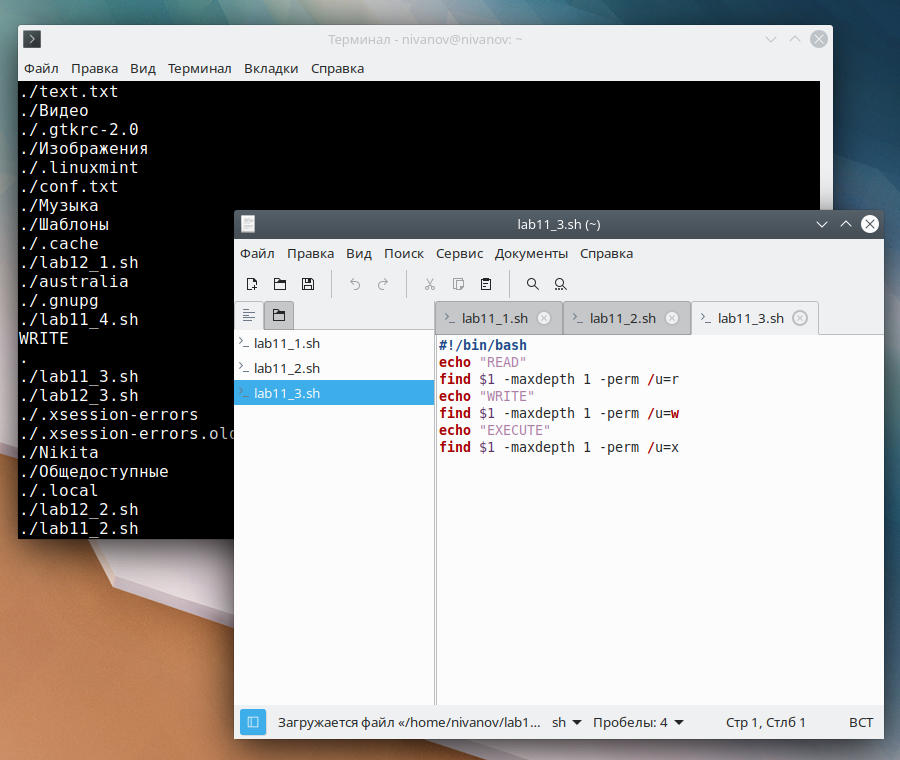 Терминал - nivanov@nivanov: ~
Файл Правка Вид Терминал Вкладки Справка
./text.txt
./Видео
./.gtkrc-2.0
./Изображения
./.linuxmint
./conf.txt
./Музыка
./Шаблоны
./.cache
./lab12_1.sh
./australia
./.gnupg
./lab11_4.sh
WRITE
.
./lab11_3.sh
./lab12_3.sh
./.xsession-errors
./.xsession-errors.old
./Nikita
./Общедоступные
./.local
./lab12_2.sh
./lab11_2.sh
lab11_3.sh (~)
Файл Правка Вид Поиск Сервис Документы Справка
lab11_1.sh lab11_2.sh lab11_3.sh
lab11_1.sh
lab11_2.sh
lab11_3.sh
#!/bin/bash
echo "READ"
find $1 -maxdepth 1 -perm /u=r
echo "WRITE"
find $1 -maxdepth 1 -perm /u=w
echo "EXECUTE"
find $1 -maxdepth 1 -perm /u=x
Загружается файл «/home/nivanov/lab1... sh Пробелы: 4 Стр 1, Стлб 1 ВСТ